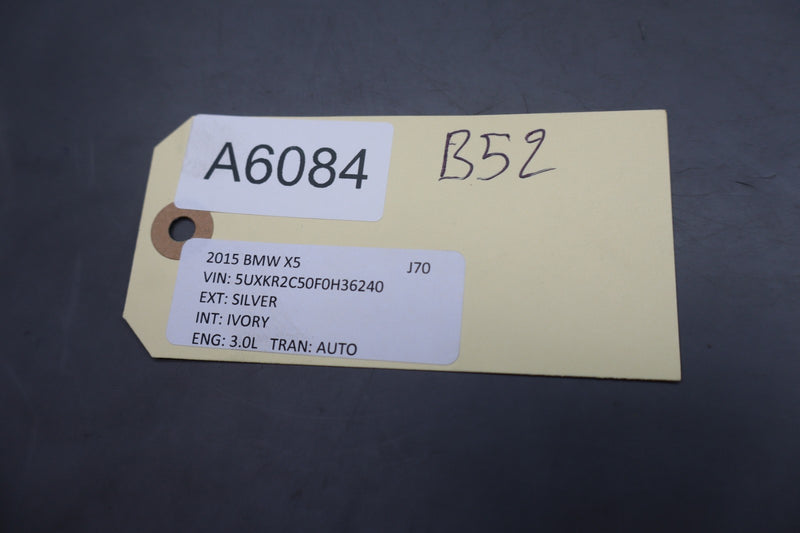 A6084
B52
2015 BMW X5 J70
VIN: 5UXKR2C50F0H36240
EXT: SILVER
INT: IVORY
ENG: 3.0L TRAN: AUTO